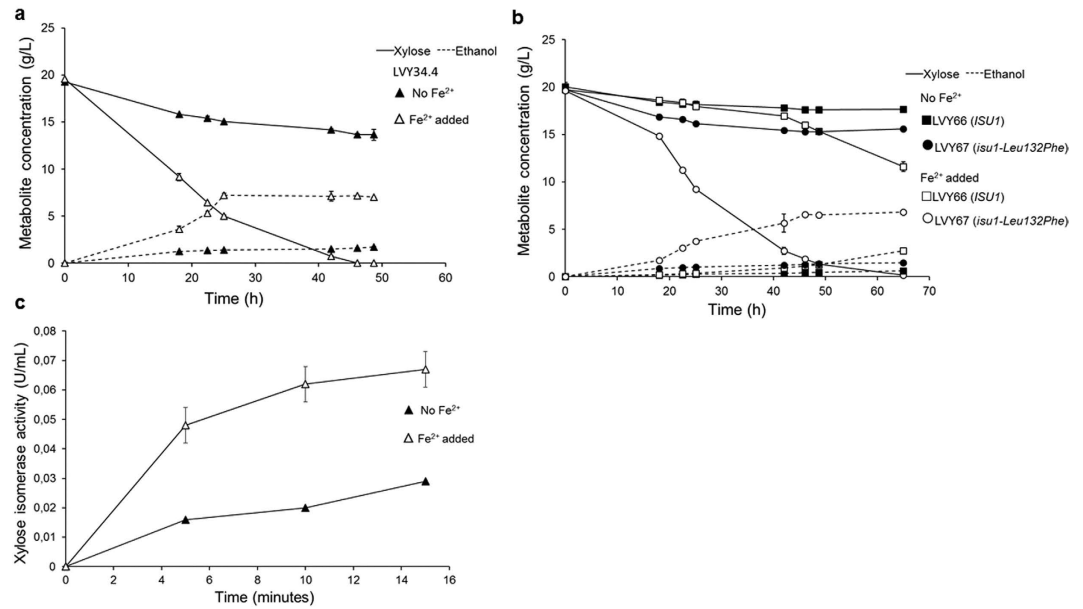 a
Metabolite concentration (g/L)
25
20
15
10
5
0
0 10 20 30 40 50 60
Time (h)
Xylose Ethanol
LVY34.4
No Fe²⁺
Fe²⁺ added
b
Metabolite concentration (g/L)
25
20
15
10
5
0
0 10 20 30 40 50 60 70
Time (h)
Xylose Ethanol
No Fe²⁺
LVY66 (ISU1)
LVY67 (isu1-Leu132Phe)
Fe²⁺ added
LVY66 (ISU1)
LVY67 (isu1-Leu132Phe)
c
Xylose isomerase activity (U/mL)
0,08
0,07
0,06
0,05
0,04
0,03
0,02
0,01
0
0 2 4 6 8 10 12 14 16
Time (minutes)
No Fe²⁺
Fe²⁺ added